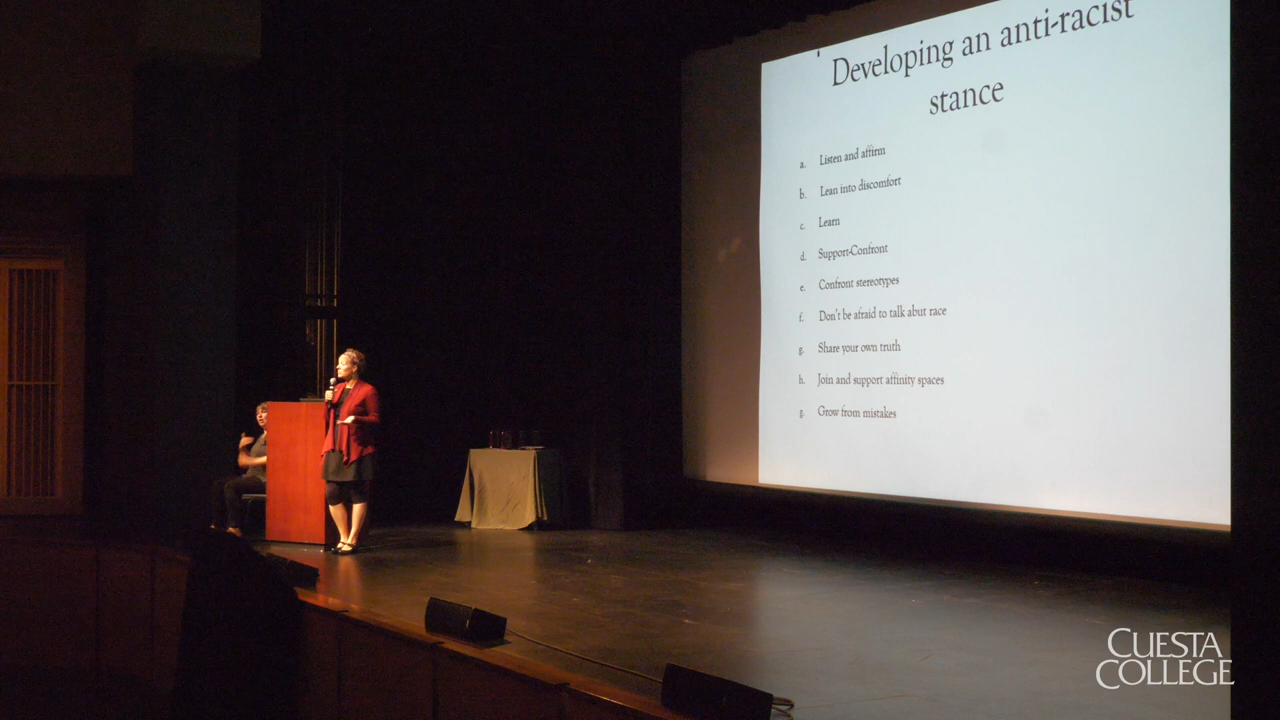 Developing an anti-racist
stance
a. Listen and affirm
b. Lean into discomfort
c. Learn
d. Support-Confront
e. Confront stereotypes
f. Don't be afraid to talk abut race
g. Share your own truth
h. Join and support affinity spaces
g. Grow from mistakes
CUESTA
COLLEGE